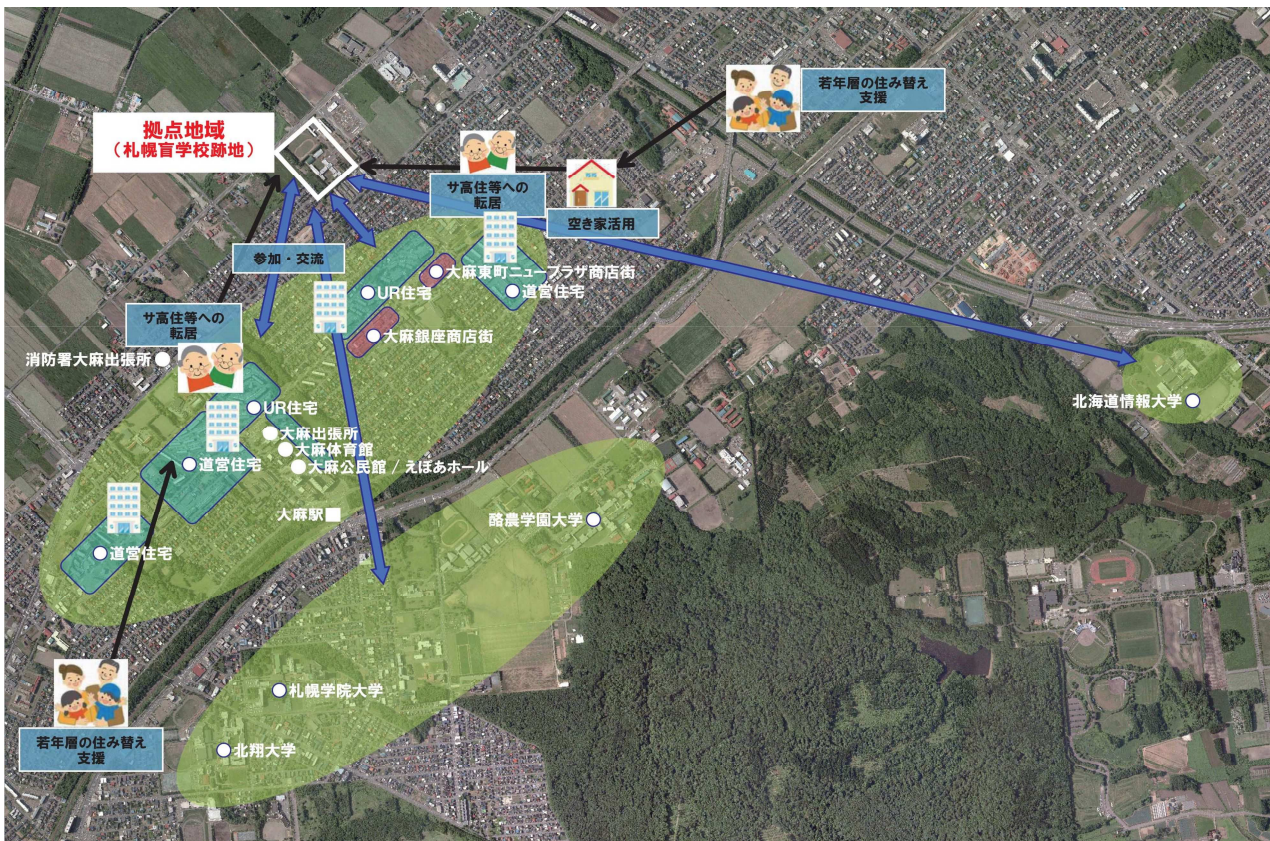 若年層の住み替え
支援
拠点地域
（札幌盲学校跡地）
サ高住等への
転居
空き家活用
参加・交流
大麻東町ニュープラザ商店街
UR住宅
道営住宅
サ高住等への
転居
大麻銀座商店街
消防署大麻出張所
UR住宅
北海道情報大学
大麻出張所
大麻体育館
道営住宅
大麻公民館 / えぽあホール
大麻駅
酪農学園大学
道営住宅
札幌学院大学
若年層の住み替え
支援
北翔大学